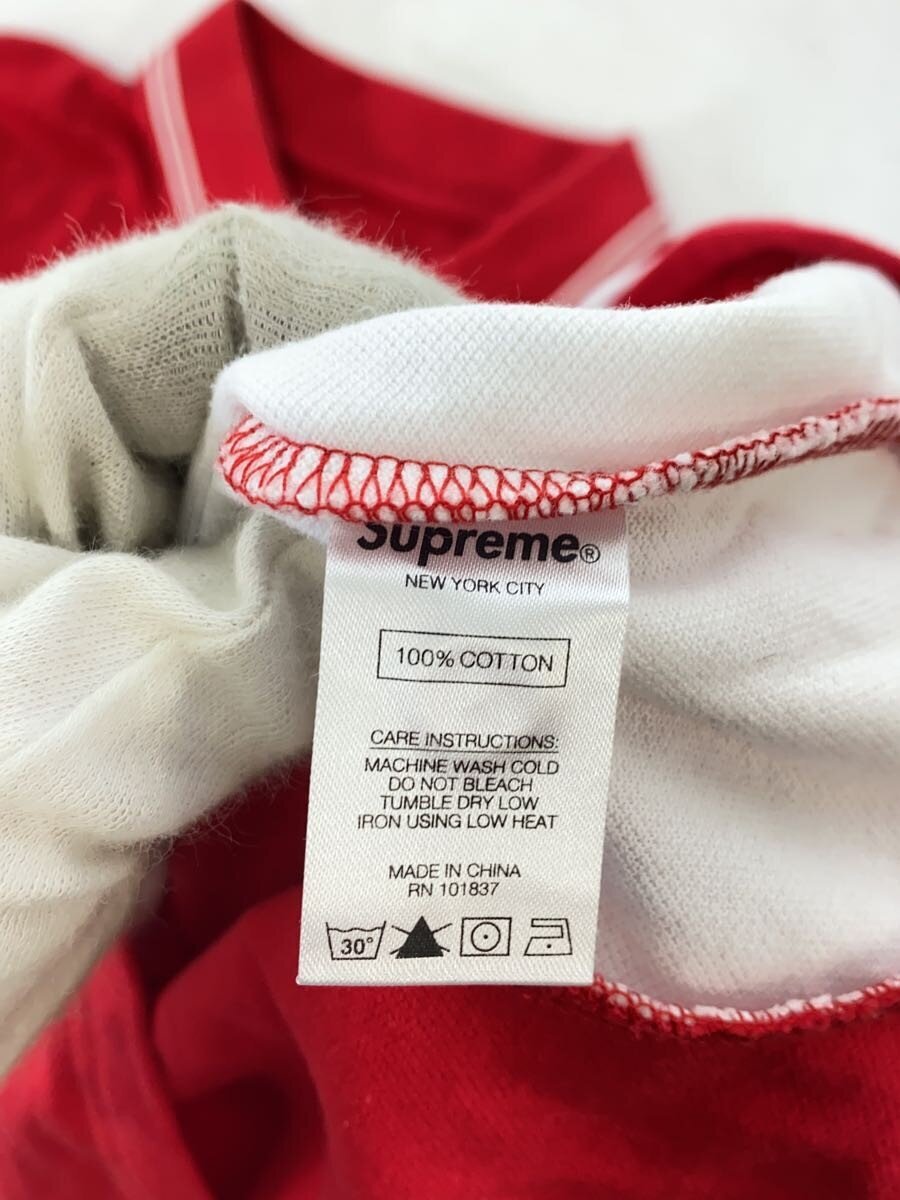 Supreme®
NEW YORK CITY
100% COTTON
CARE INSTRUCTIONS:
MACHINE WASH COLD
DO NOT BLEACH
TUMBLE DRY LOW
IRON USING LOW HEAT
MADE IN CHINA
RN 101837
30°